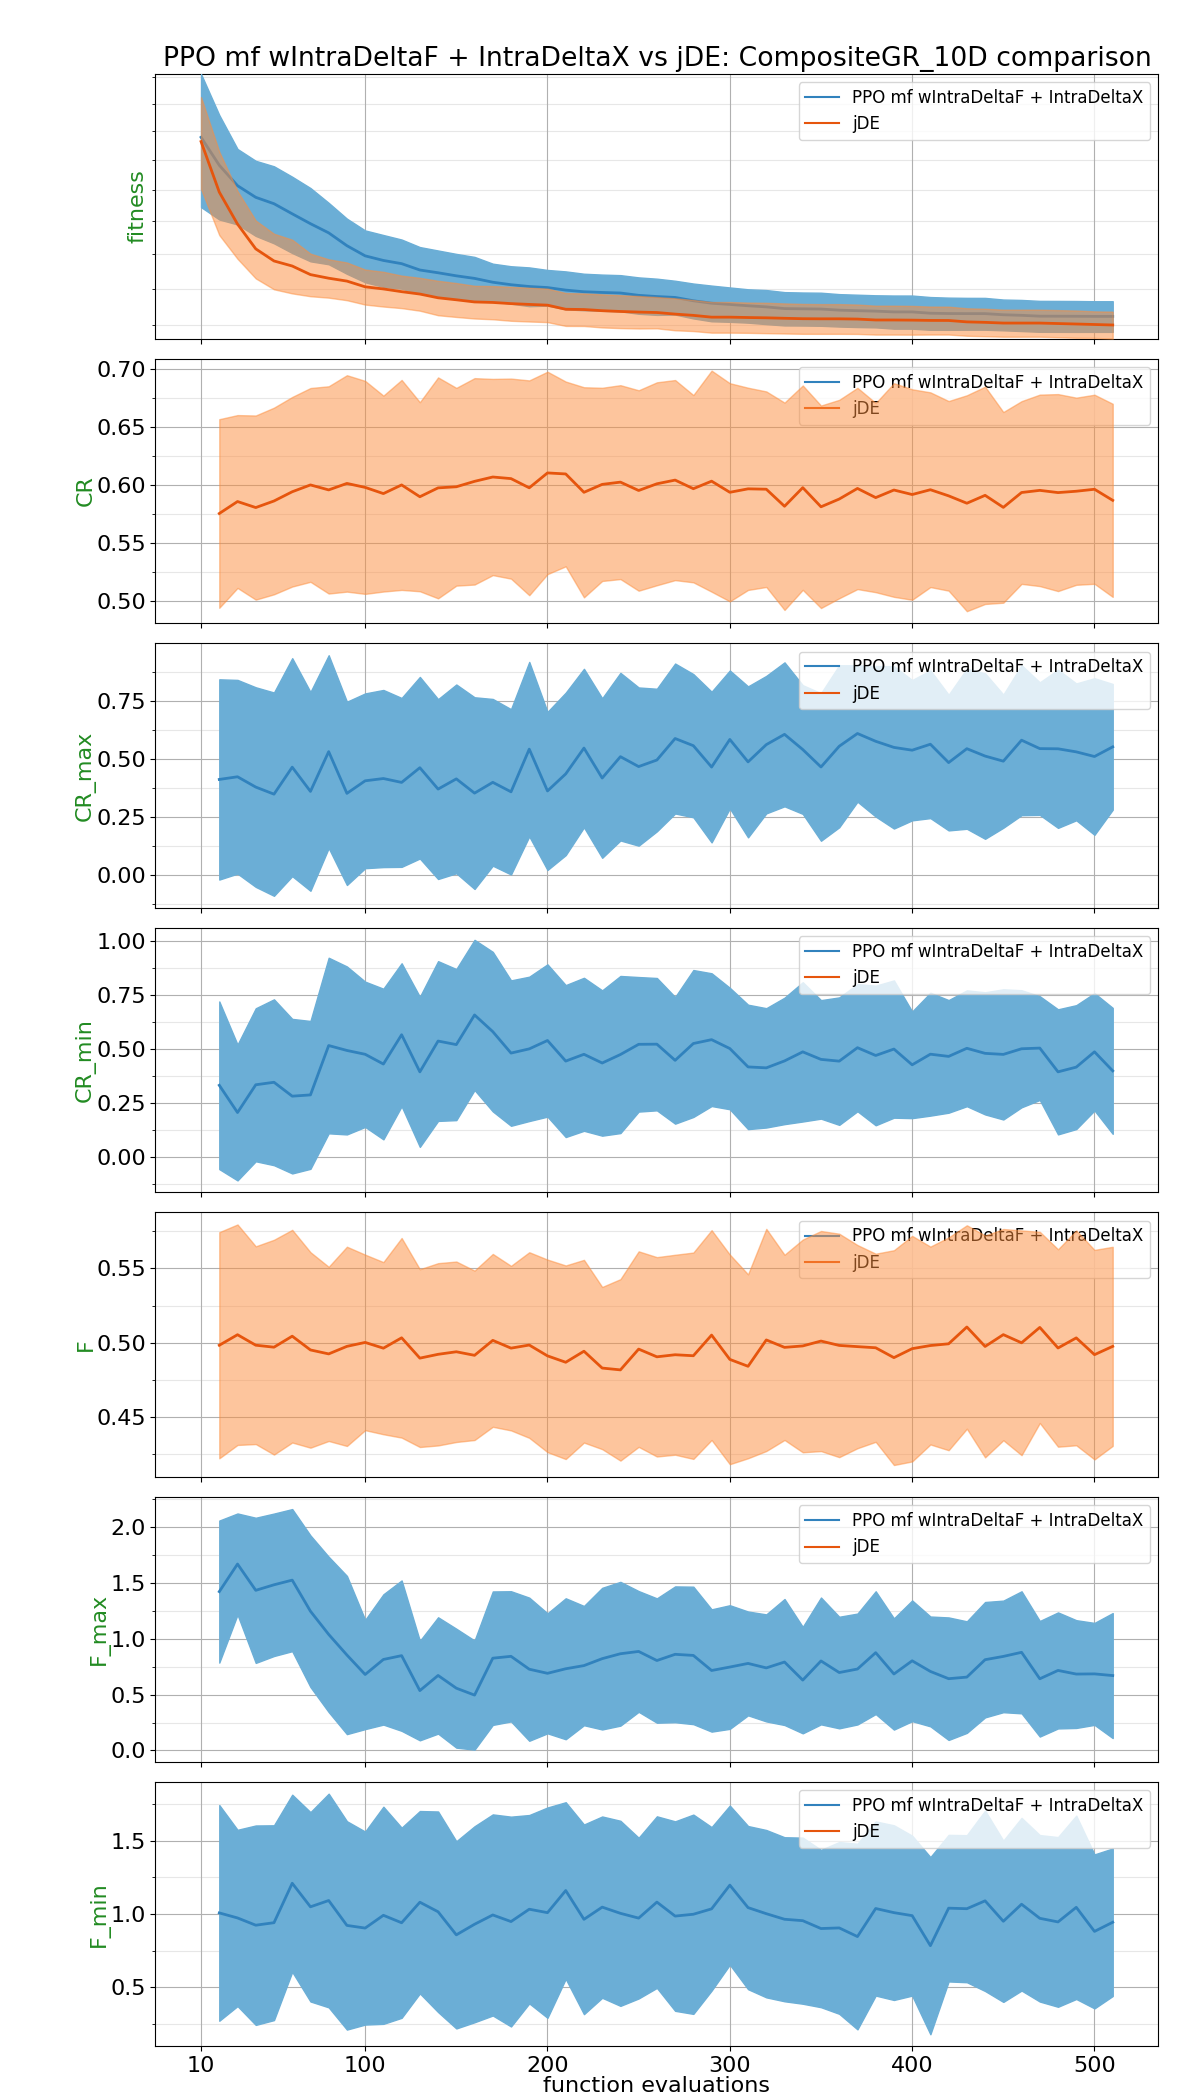 PPO mf wIntraDeltaF + IntraDeltaX vs jDE: CompositeGR_10D comparison
fitness
PPO mf wIntraDeltaF + IntraDeltaX
jDE
CR
0.70
0.65
0.60
0.55
0.50
PPO mf wIntraDeltaF + IntraDeltaX
jDE
CR_max
0.75
0.50
0.25
0.00
PPO mf wIntraDeltaF + IntraDeltaX
jDE
CR_min
1.00
0.75
0.50
0.25
0.00
PPO mf wIntraDeltaF + IntraDeltaX
jDE
F
0.55
0.50
0.45
PPO mf wIntraDeltaF + IntraDeltaX
jDE
F_max
2.0
1.5
1.0
0.5
0.0
PPO mf wIntraDeltaF + IntraDeltaX
jDE
F_min
1.5
1.0
0.5
PPO mf wIntraDeltaF + IntraDeltaX
jDE
10 100 200 300 400 500
function evaluations